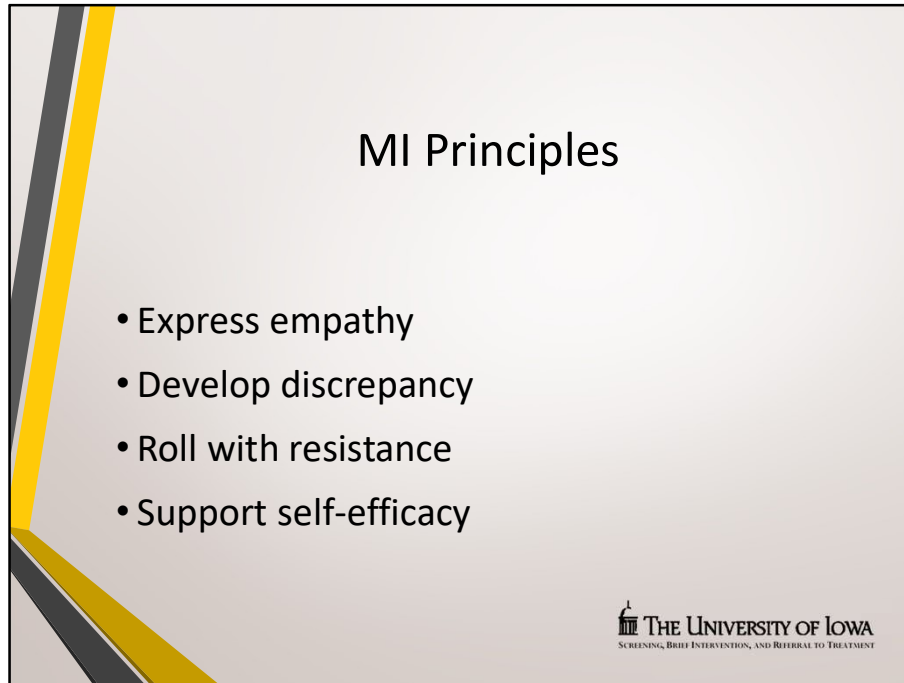 MI Principles
• Express empathy
• Develop discrepancy
• Roll with resistance
• Support self-efficacy
THE UNIVERSITY OF IOWA
SCREENING, BRIEF INTERVENTION, AND REFERRAL TO TREATMENT